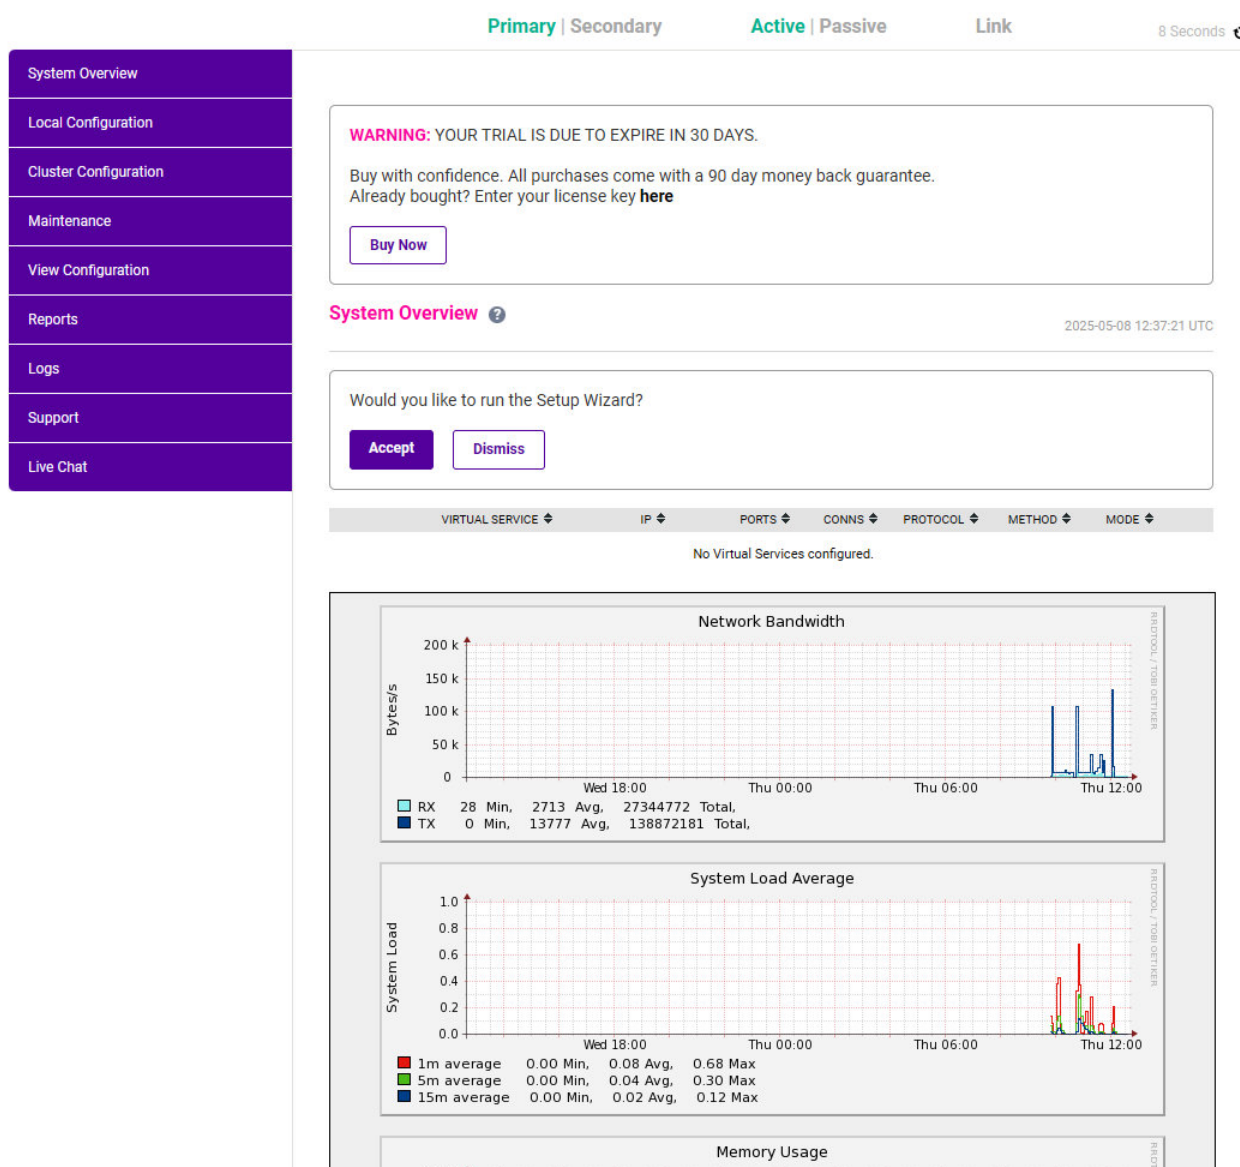 Primary | Secondary Active | Passive Link 8 Seconds
System Overview
Local Configuration
Cluster Configuration
Maintenance
View Configuration
Reports
Logs
Support
Live Chat
WARNING: YOUR TRIAL IS DUE TO EXPIRE IN 30 DAYS.
Buy with confidence. All purchases come with a 90 day money back guarantee.
Already bought? Enter your license key here
Buy Now
System Overview ?
2025-05-08 12:37:21 UTC
Would you like to run the Setup Wizard?
Accept Dismiss
VIRTUAL SERVICE IP PORTS CONNS PROTOCOL METHOD MODE
No Virtual Services configured.
Network Bandwidth
RRDTOOL / TOBI OETIKER
Bytes/s
200 k
150 k
100 k
50 k
0
Wed 18:00 Thu 00:00 Thu 06:00 Thu 12:00
RX 28 Min, 2713 Avg, 27344772 Total,
TX 0 Min, 13777 Avg, 138872181 Total,
System Load Average
RRDTOOL / TOBI OETIKER
System Load
1.0
0.8
0.6
0.4
0.2
0.0
Wed 18:00 Thu 00:00 Thu 06:00 Thu 12:00
1m average 0.00 Min, 0.08 Avg, 0.68 Max
5m average 0.00 Min, 0.04 Avg, 0.30 Max
15m average 0.00 Min, 0.02 Avg, 0.12 Max
Memory Usage